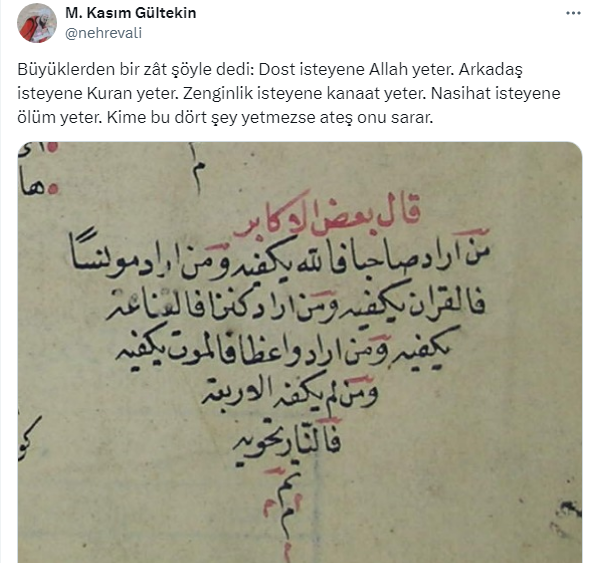 M. Kasım Gültekin
@nehrevali
Büyüklerden bir zât şöyle dedi: Dost isteyene Allah yeter. Arkadaş
isteyene Kuran yeter. Zenginlik isteyene kanaat yeter. Nasihat isteyene
ölüm yeter. Kime bu dört şey yetmezse ateş onu sarar.
قال بعض الاكابر
من اراد صاحبا فالله يكفيه ومن اراد مونسًا
فالقران يكفيه ومن اراد كنزا فالقناعة
يكفيه ومن اراد واعظا فالموت يكفيه
ومن لم يكفه الاربعة
فالنار تحويه
تم